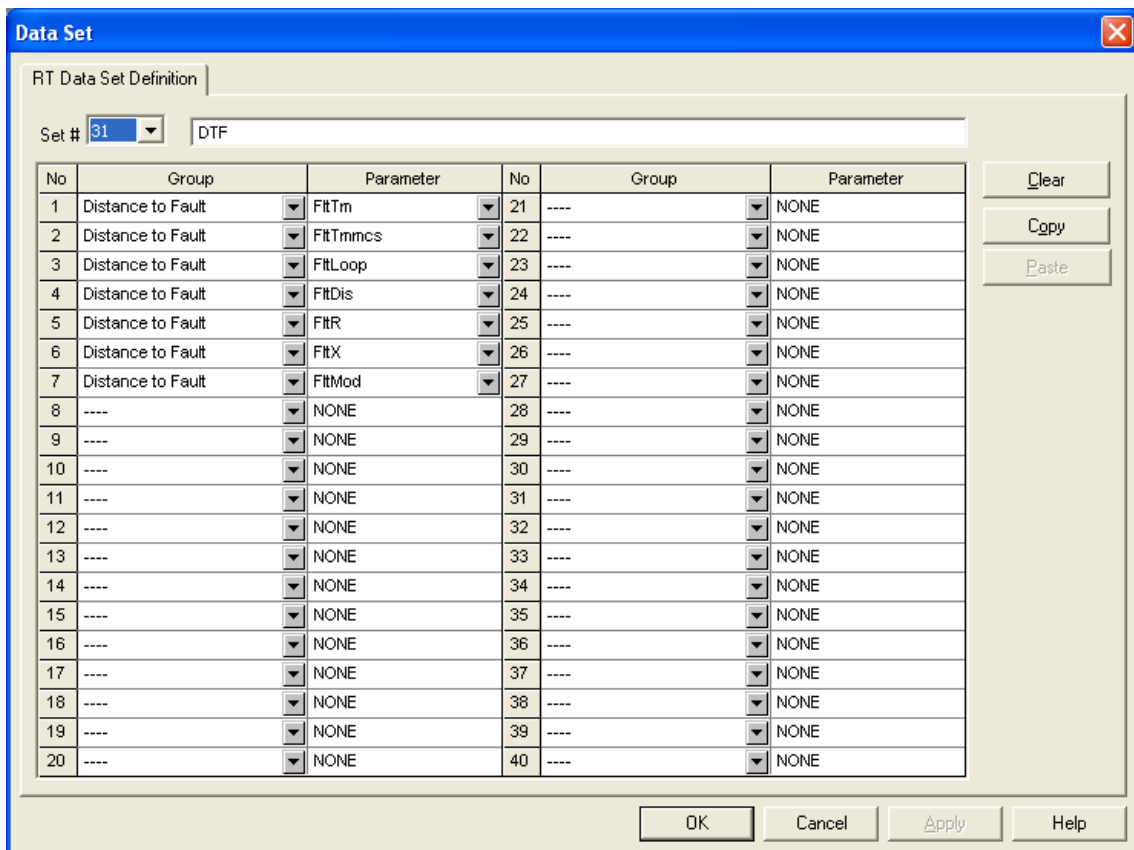 Data Set
RT Data Set Definition
Set # 31 DTF
No Group Parameter No Group Parameter Clear
1 Distance to Fault FltTm 21 ---- NONE
2 Distance to Fault FltTmmcs 22 ---- NONE Copy
3 Distance to Fault FltLoop 23 ---- NONE Paste
4 Distance to Fault FltDis 24 ---- NONE
5 Distance to Fault FltR 25 ---- NONE
6 Distance to Fault FltX 26 ---- NONE
7 Distance to Fault FltMod 27 ---- NONE
8 ---- NONE 28 ---- NONE
9 ---- NONE 29 ---- NONE
10 ---- NONE 30 ---- NONE
11 ---- NONE 31 ---- NONE
12 ---- NONE 32 ---- NONE
13 ---- NONE 33 ---- NONE
14 ---- NONE 34 ---- NONE
15 ---- NONE 35 ---- NONE
16 ---- NONE 36 ---- NONE
17 ---- NONE 37 ---- NONE
18 ---- NONE 38 ---- NONE
19 ---- NONE 39 ---- NONE
20 ---- NONE 40 ---- NONE
OK Cancel Apply Help